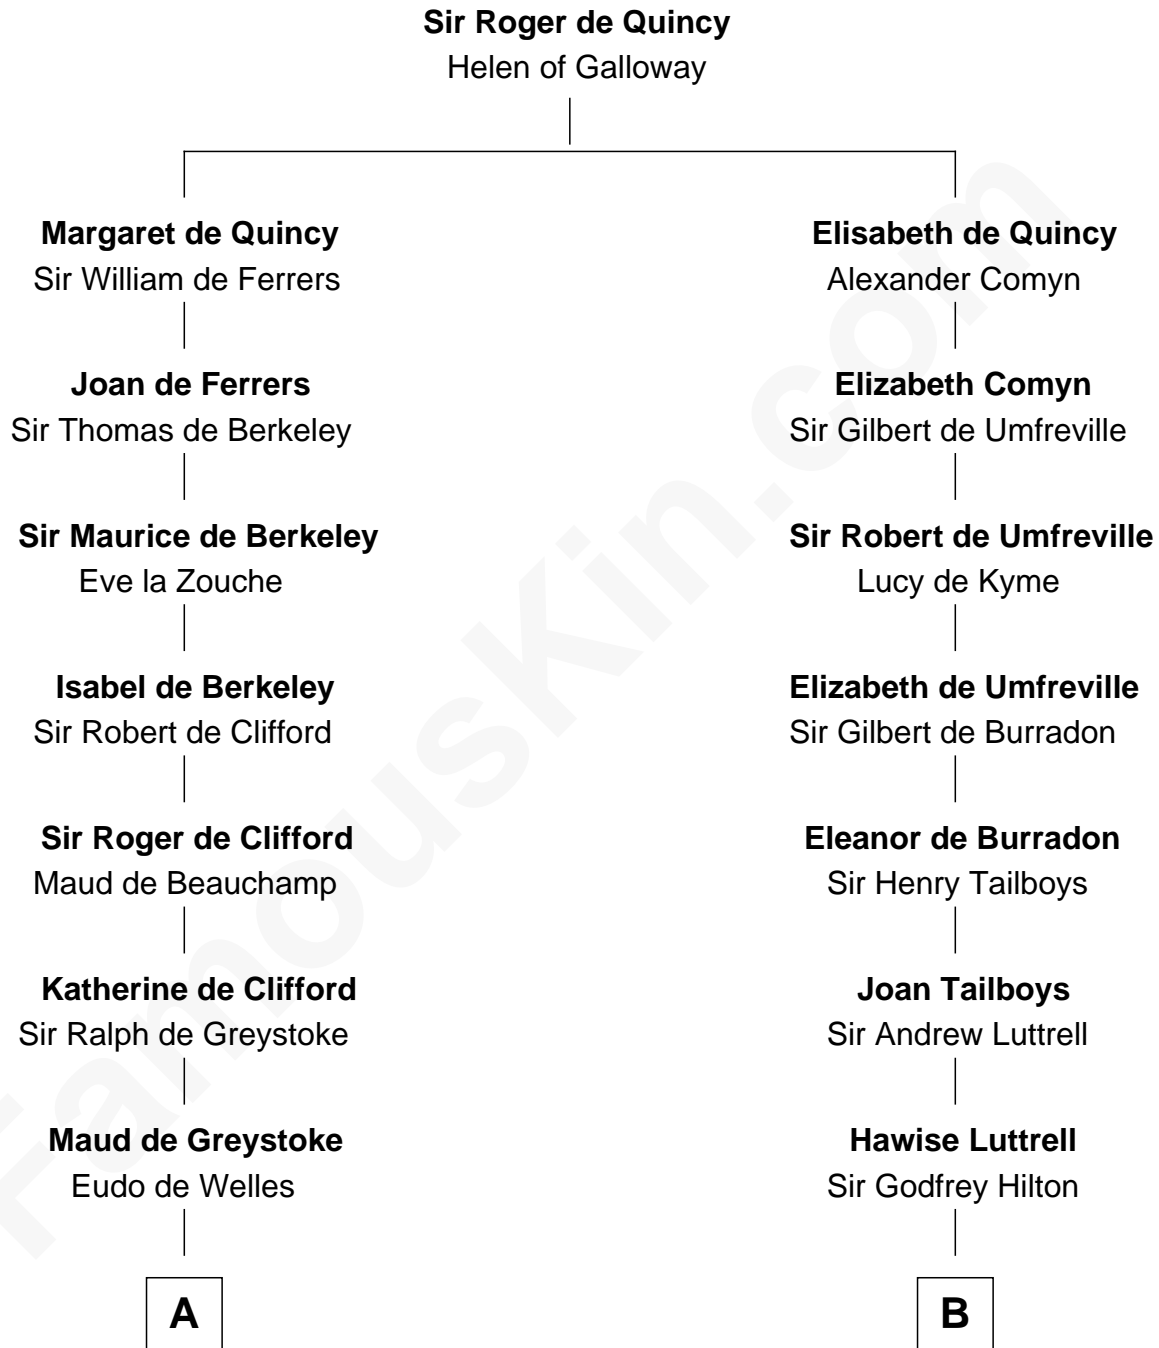 Sir Roger de Quincy
Helen of Galloway
Margaret de Quincy
Sir William de Ferrers
Elisabeth de Quincy
Alexander Comyn
Joan de Ferrers
Sir Thomas de Berkeley
Elizabeth Comyn
Sir Gilbert de Umfreville
Sir Maurice de Berkeley
Eve la Zouche
Sir Robert de Umfreville
Lucy de Kyme
Isabel de Berkeley
Sir Robert de Clifford
Elizabeth de Umfreville
Sir Gilbert de Burradon
Sir Roger de Clifford
Maud de Beauchamp
Eleanor de Burradon
Sir Henry Tailboys
Katherine de Clifford
Sir Ralph de Greystoke
Joan Tailboys
Sir Andrew Luttrell
Maud de Greystoke
Eudo de Welles
Hawise Luttrell
Sir Godfrey Hilton
A
B
FamousKin.com